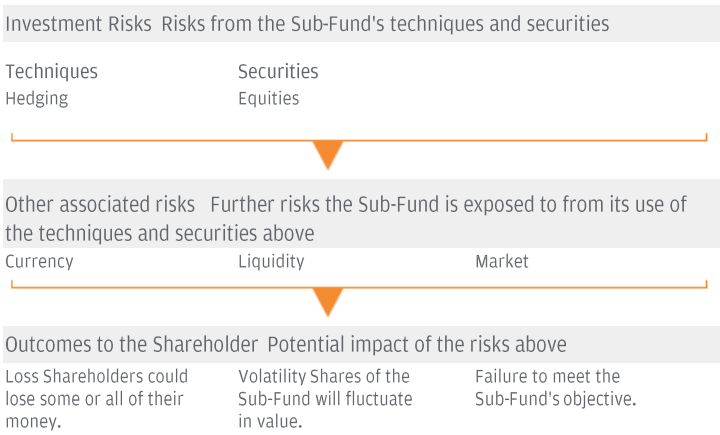 Investment Risks Risks from the Sub-Fund's techniques and securities
Techniques
Hedging
Securities
Equities
Other associated risks Further risks the Sub-Fund is exposed to from its use of
the techniques and securities above
Currency
Liquidity
Market
Outcomes to the Shareholder Potential impact of the risks above
Loss Shareholders could
lose some or all of their
money.
Volatility Shares of the
Sub-Fund will fluctuate
in value.
Failure to meet the
Sub-Fund's objective.